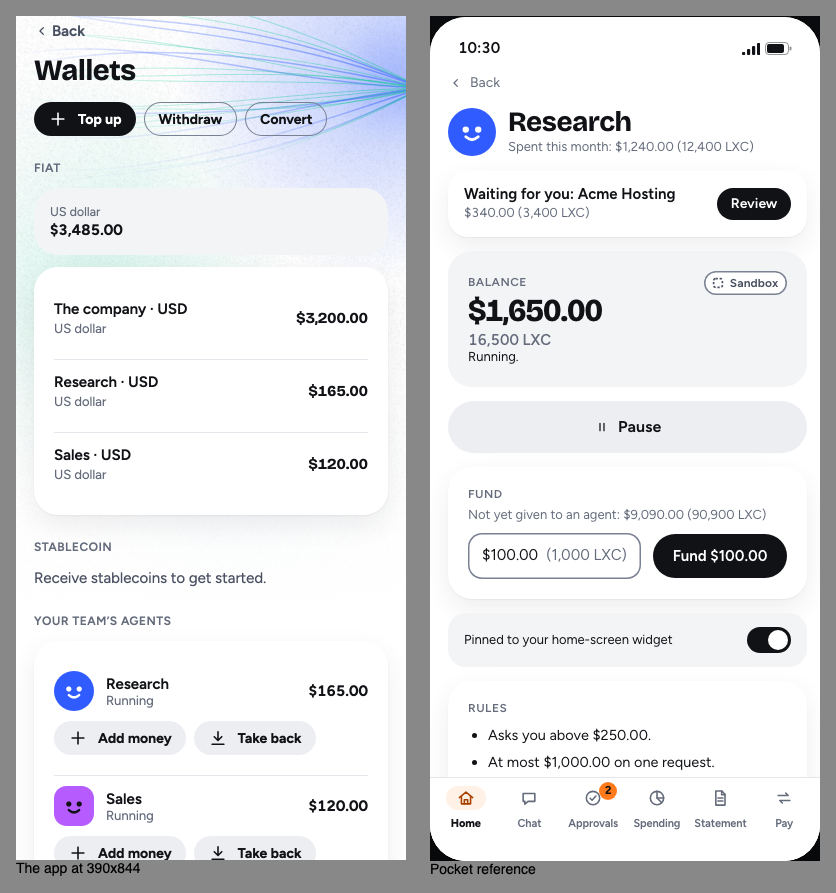 Back
Wallets
Top up
Withdraw
Convert
FIAT
US dollar
$3,485.00
The company · USD
US dollar
$3,200.00
Research · USD
US dollar
$165.00
Sales · USD
US dollar
$120.00
STABLECOIN
Receive stablecoins to get started.
YOUR TEAM'S AGENTS
Research
Running
$165.00
Add money
Take back
Sales
Running
$120.00
Add money
Take back
The app at 390x844
10:30
Back
Research
Spent this month: $1,240.00 (12,400 LXC)
Waiting for you: Acme Hosting
$340.00 (3,400 LXC)
Review
BALANCE
Sandbox
$1,650.00
16,500 LXC
Running.
Pause
FUND
Not yet given to an agent: $9,090.00 (90,900 LXC)
$100.00 (1,000 LXC)
Fund $100.00
Pinned to your home-screen widget
RULES
• Asks you above $250.00.
• At most $1,000.00 on one request.
2
Home
Chat
Approvals
Spending
Statement
Pay
Pocket reference